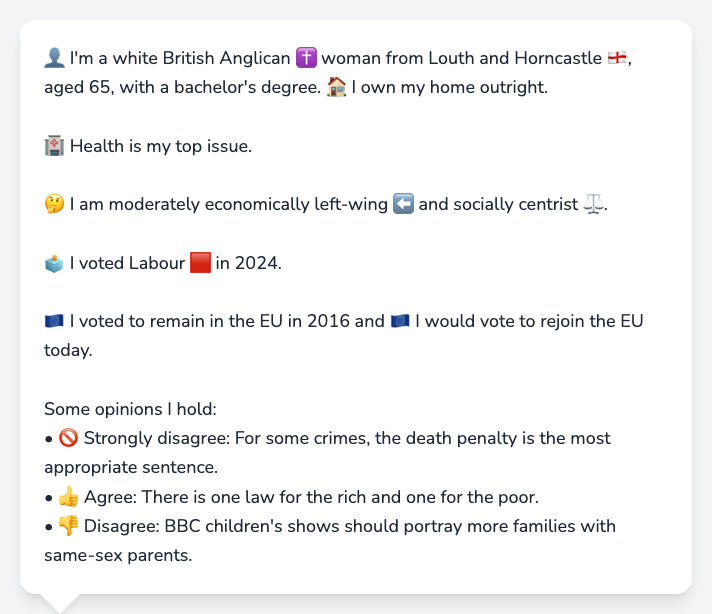 👤 I'm a white British Anglican ✝️ woman from Louth and Horncastle 🏴󠁧󠁢󠁥󠁮󠁧󠁿,
aged 65, with a bachelor's degree. 🏠 I own my home outright.
🏥 Health is my top issue.
🤔 I am moderately economically left-wing ⬅️ and socially centrist ⚖️.
🗳️ I voted Labour 🟥 in 2024.
🇪🇺 I voted to remain in the EU in 2016 and 🇪🇺 I would vote to rejoin the EU
today.
Some opinions I hold:
• 🚫 Strongly disagree: For some crimes, the death penalty is the most
appropriate sentence.
• 👍 Agree: There is one law for the rich and one for the poor.
• 👎 Disagree: BBC children's shows should portray more families with
same-sex parents.